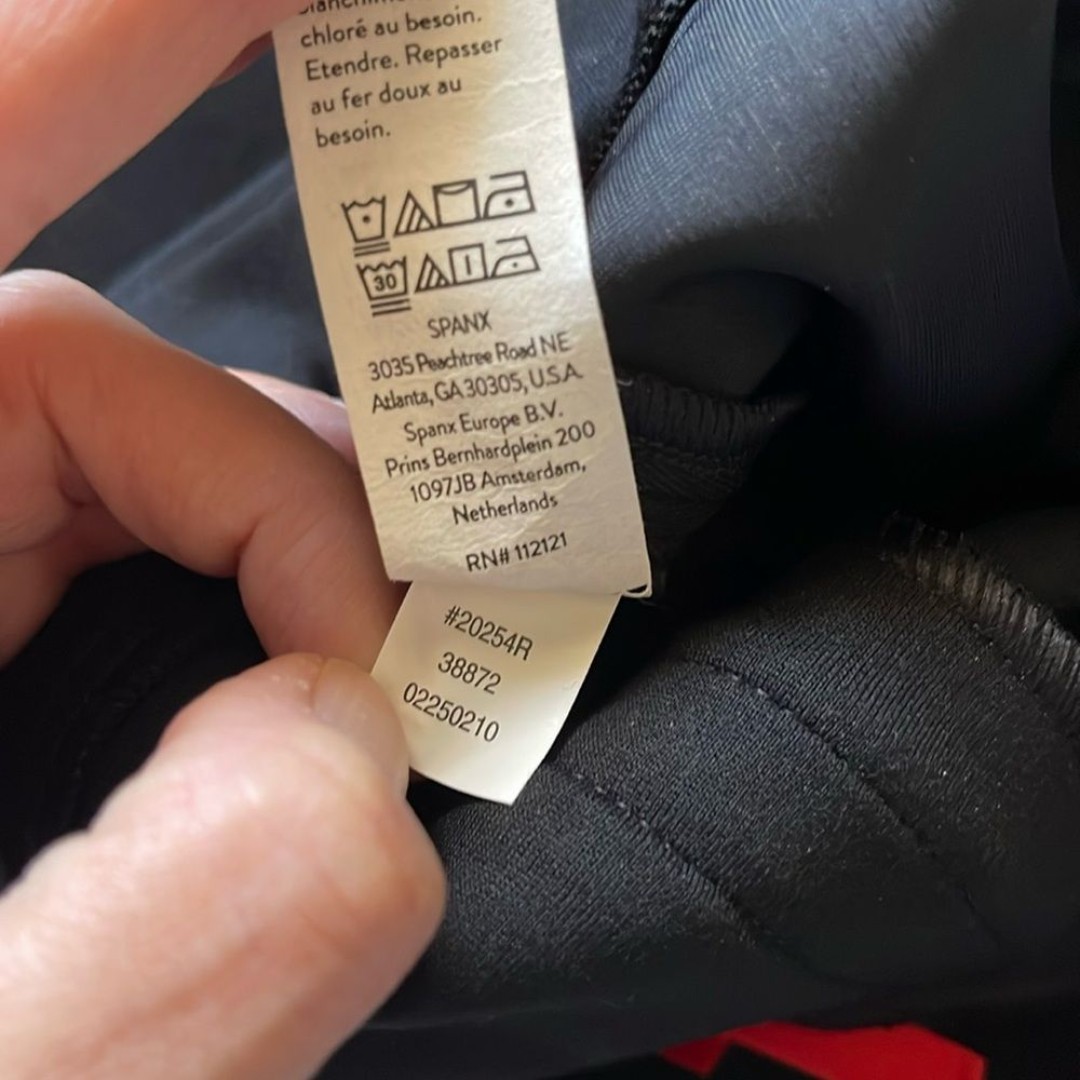 chloré au besoin.
Etendre. Repasser
au fer doux au
besoin.
30
SPANX
3035 Peachtree Road NE
Atlanta, GA 30305, U.S.A.
Spanx Europe B.V.
Prins Bernhardplein 200
1097JB Amsterdam,
Netherlands
RN# 112121
#20254R
38872
02250210